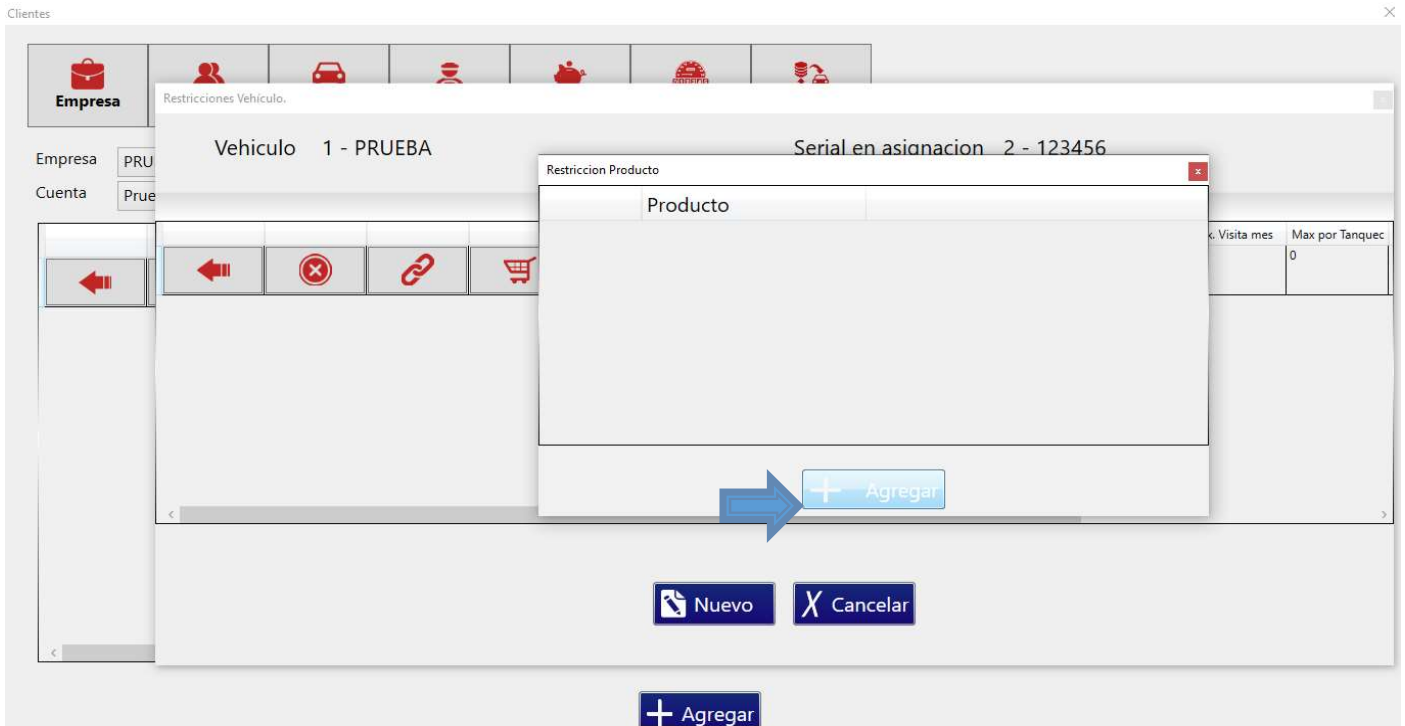 Clientes
Empresa
Restricciones Vehículo.
Vehiculo 1 - PRUEBA
Serial en asignacion 2 - 123456
Empresa PRU
Cuenta Prue
Restriccion Producto
Producto
Visita mes
Max por Tanquec
0
Agregar
Nuevo
Cancelar
Agregar